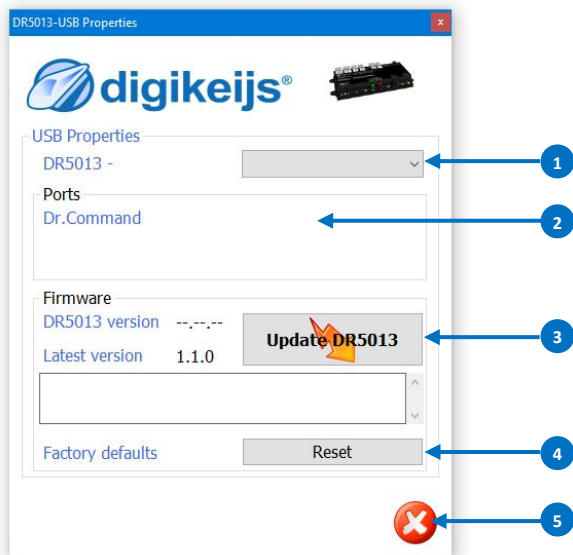 DR5013-USB Properties
x
digikeijs®
USB Properties
DR5013 -
1
Ports
Dr.Command
2
Firmware
DR5013 version --.--.--
Update DR5013
3
Latest version 1.1.0
Factory defaults
Reset
4
5